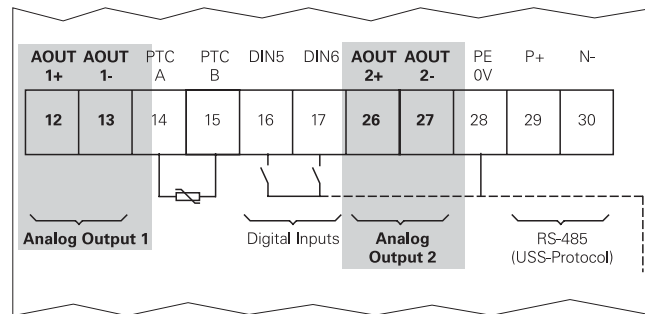 AOUT AOUT PTC PTC DIN5 DIN6 AOUT AOUT PE P+ N-
1+ 1- A B 2+ 2- 0V
12 13 14 15 16 17 26 27 28 29 30
Analog Output 1 Digital Inputs Analog RS-485
Output 2 (USS-Protocol)